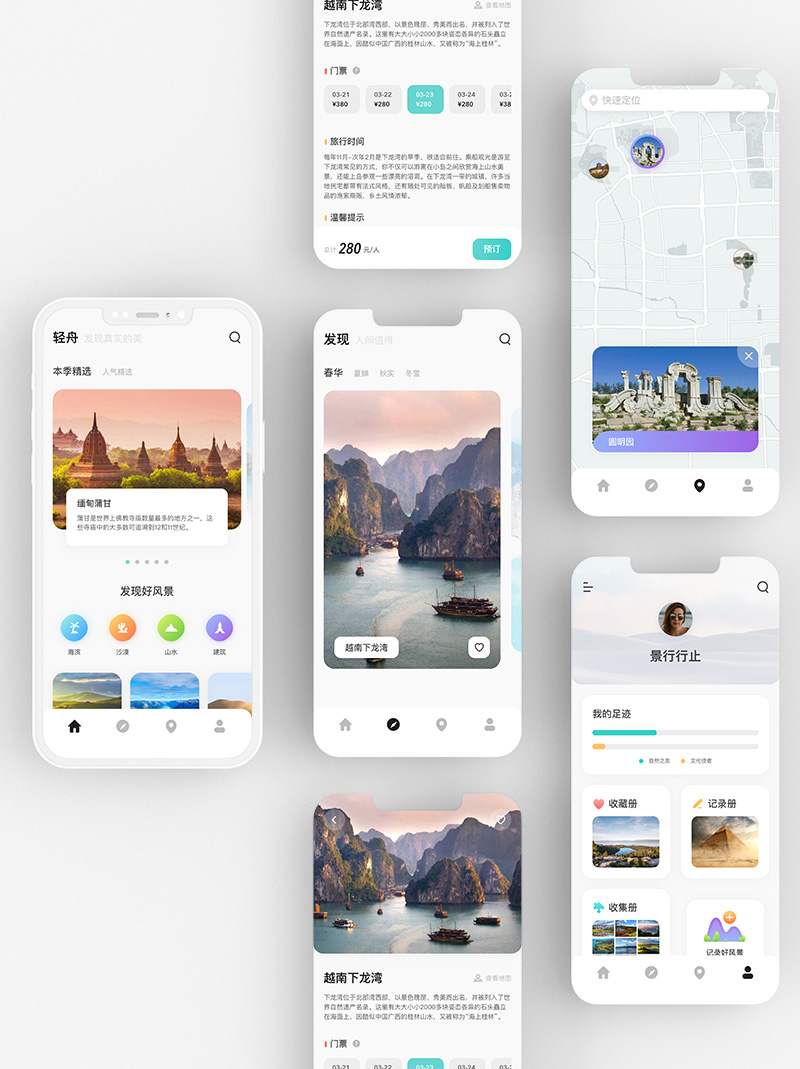 越南下龙湾
查看地图
下龙湾位于北部湾西部，以景色瑰丽、秀美而出名，并被列入了世
界自然遗产名录。这里有大大小小2000多块姿态各异的石头矗立
在海面上，因酷似中国广西的桂林山水，又被称为“海上桂林”。
门票
03-21
¥380
03-22
¥280
03-23
¥280
03-24
¥280
¥38
旅行时间
每年11月-次年2月是下龙湾的旱季，很适合前往。乘船观光是游览
下龙湾常见的方式，你不仅可以游离在小岛之间欣赏海上山水美
景，还能上岛参观一些漂亮的溶洞。在下龙湾一带的城镇，许多当
地民宅都带有法式风格，还有随处可见的舢板、帆船及划船售卖物
品的渔家商贩，乡土风情浓郁。
温馨提示
总计 280 元/人
预订
轻舟 发现真实的美
本季精选 人气精选
缅甸蒲甘
蒲甘是世界上佛教寺庙数量最多的地方之一，这
些寺庙中的大多数可追溯到12和11世纪。
发现好风景
海滨
沙漠
山水
建筑
发现 人间值得
春华 夏蝉 秋实 冬雪
越南下龙湾
越南下龙湾
查看地图
下龙湾位于北部湾西部，以景色瑰丽、秀美而出名，并被列入了世
界自然遗产名录。这里有大大小小2000多块姿态各异的石头矗立
在海面上，因酷似中国广西的桂林山水，又被称为“海上桂林”。
门票
03-21
03-22
03-23
03-24
快速定位
圆明园
景行行止
我的足迹
自然之友
文化使者
收藏册
记录册
收集册
记录好风景